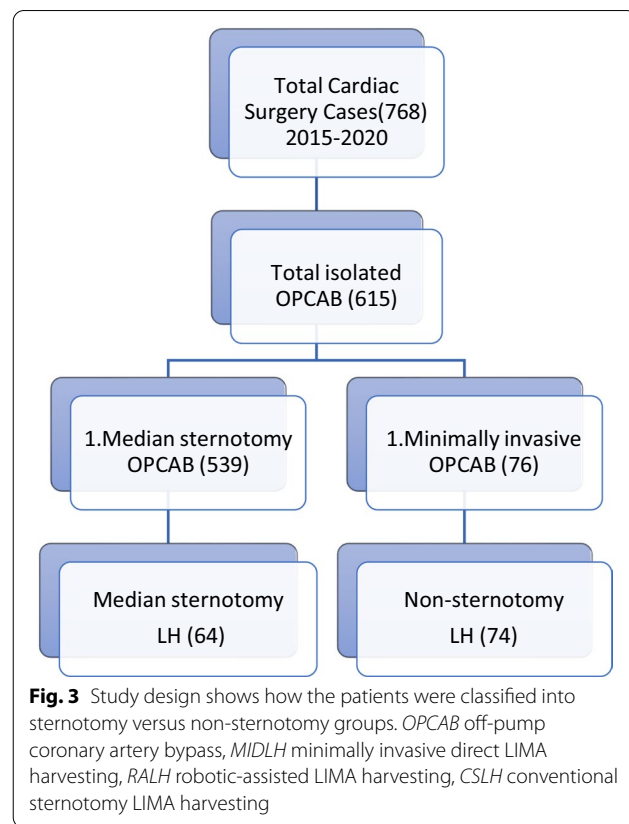 Total Cardiac
Surgery Cases(768)
2015-2020
Total isolated
OPCAB (615)
1.Median sternotomy
OPCAB (539)
1.Minimally invasive
OPCAB (76)
Median sternotomy
LH (64)
Non-sternotomy
LH (74)
Fig. 3 Study design shows how the patients were classified into
sternotomy versus non-sternotomy groups. OPCAB off-pump
coronary artery bypass, MIDLH minimally invasive direct LIMA
harvesting, RALH robotic-assisted LIMA harvesting, CSLH conventional
sternotomy LIMA harvesting